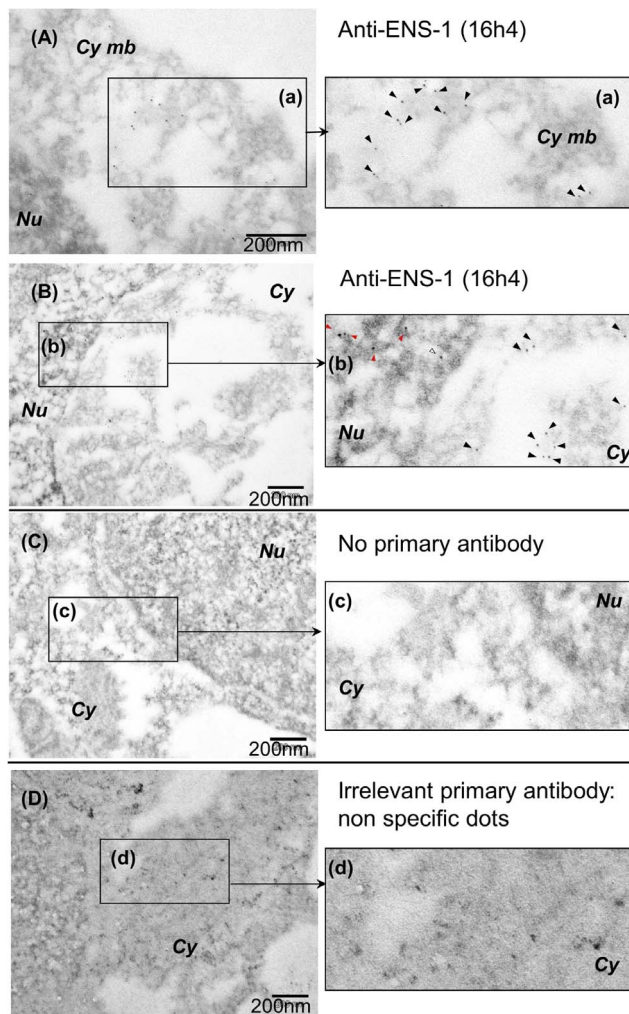 (A)
Cy mb
(a)
Nu
200nm
Anti-ENS-1 (16h4)
(a)
Cy mb
(B)
Cy
(b)
Nu
200nm
Anti-ENS-1 (16h4)
(b)
Nu
Cy
(C)
Nu
(c)
Cy
200nm
No primary antibody
(c)
Nu
Cy
(D)
(d)
Cy
200nm
Irrelevant primary antibody:
non specific dots
(d)
Cy